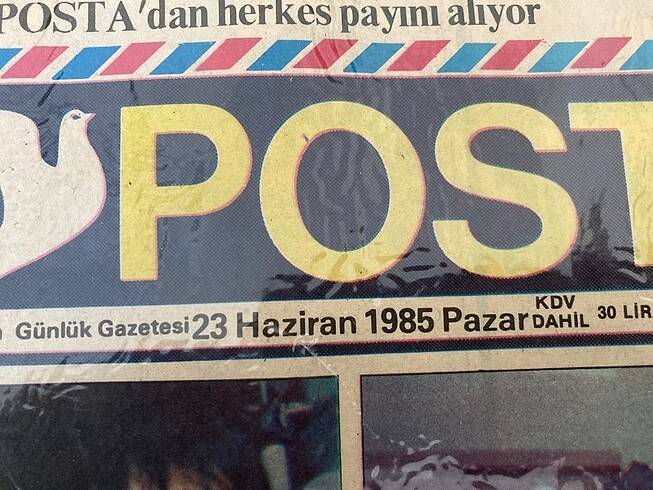 POSTA'dan herkes payını alıyor
POST
Günlük Gazetesi 23 Haziran 1985 Pazar KDV DAHİL 30 LİR